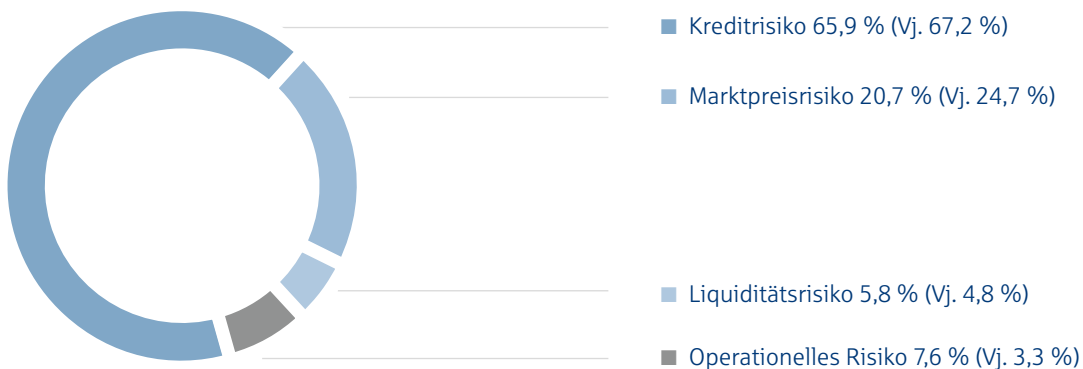 Kreditrisiko 65,9 % (Vj. 67,2 %)
Marktpreisrisiko 20,7 % (Vj. 24,7 %)
Liquiditätsrisiko 5,8 % (Vj. 4,8 %)
Operationelles Risiko 7,6 % (Vj. 3,3 %)